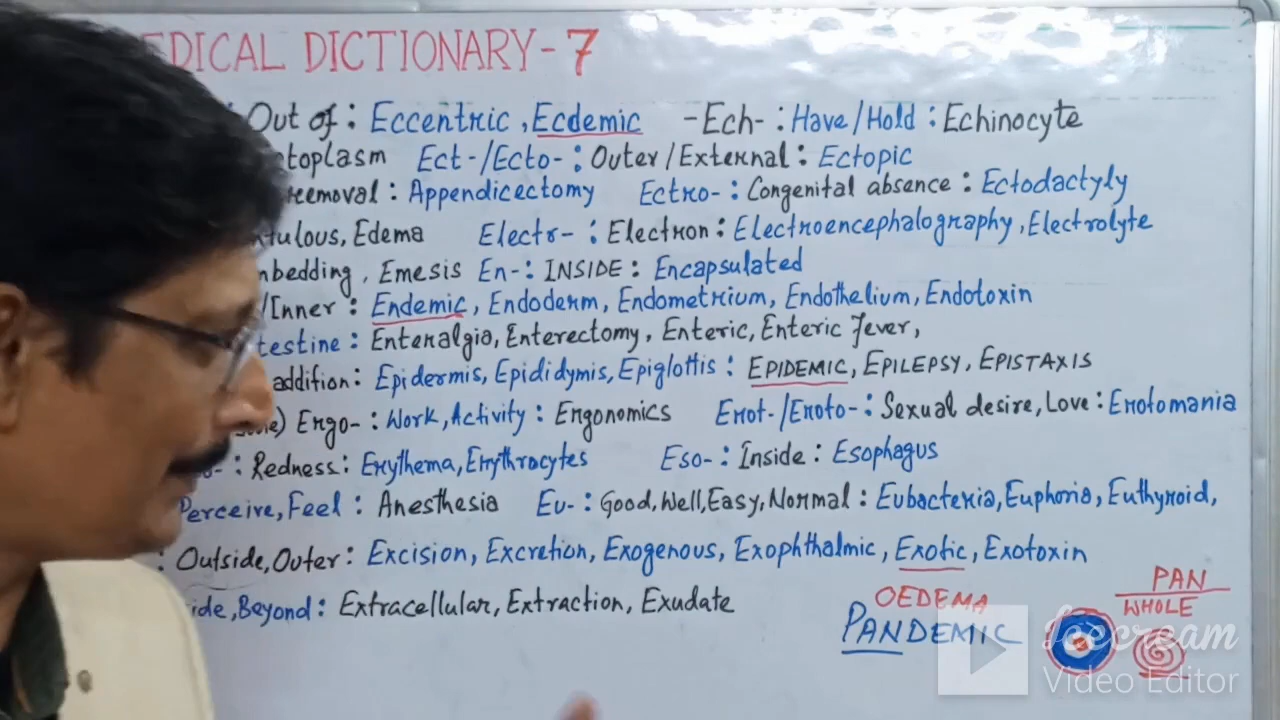 EDICAL DICTIONARY-7
Out of: Eccentric, Ecdemic -Ech-: Have/Hold: Echinocyte
toplasm Ect-/Ecto-: Outer/External: Ectopic
removal: Appendicectomy Ectro-: Congenital absence: Ectodactyly
tulous, Edema Electr-: Electron: Electroencephalography, Electrolyte
bedding, Emesis En-: INSIDE: Encapsulated
/Inner: Endemic, Endoderm, Endometrium, Endothelium, Endotoxin
testine: Enteralgia, Enterectomy, Enteric, Enteric Fever,
addition: Epidermis, Epididymis, Epiglottis: EPIDEMIC, EPILEPSY, EPISTAXIS
Ergo-: Work, Activity: Ergonomics Erot-/Eroto-: Sexual desire, Love: Erotomania
: Redness: Erythema, Erythrocytes Eso-: Inside: Esophagus
Perceive, Feel: Anesthesia Eu-: Good, Well, Easy, Normal: Eubacteria, Euphoria, Euthyroid,
: Outside, Outer: Excision, Excretion, Exogenous, Exophthalmic, Exotic, Exotoxin
ide, Beyond: Extracellular, Extraction, Exudate
OEDEMA
PANDEMIC
PAN
WHOLE
Icecream
Video Editor